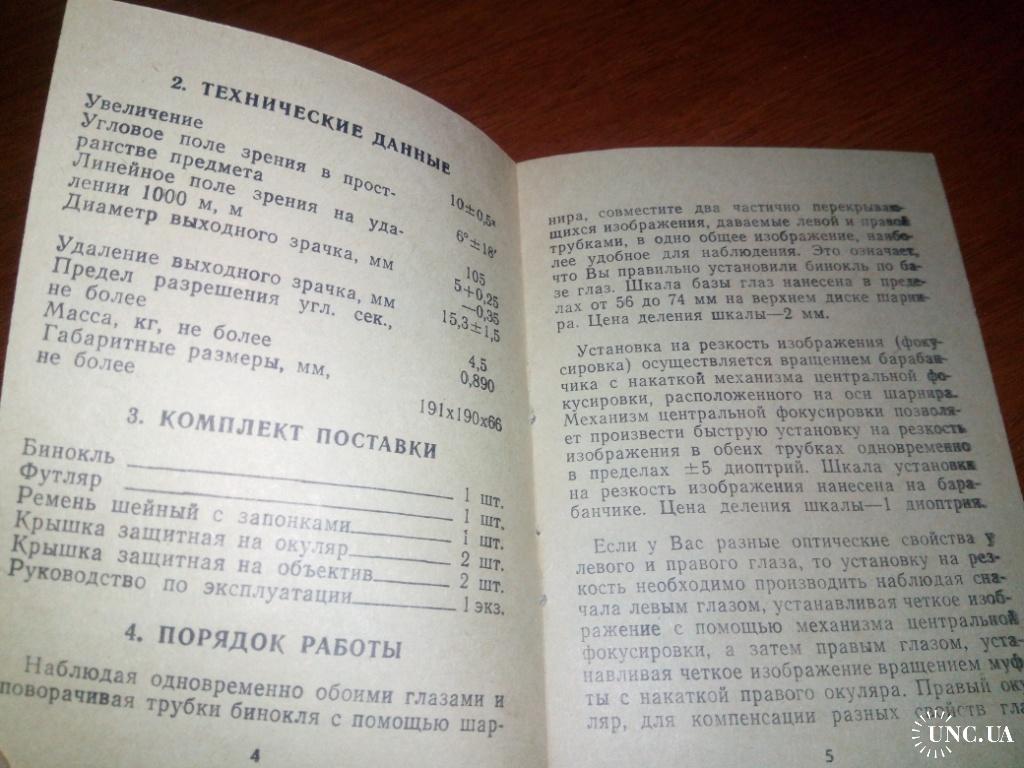 2. ТЕХНИЧЕСКИЕ ДАННЫЕ
Увеличение 10±0,5ˣ
Угловое поле зрения в прост-
ранстве предмета 6°±18′
Линейное поле зрения на уда-
лении 1000 м, м 105
Диаметр выходного зрачка, мм 5+0,25
—0,35
Удаление выходного зрачка, мм 15,3±1,5
Предел разрешения угл. сек.,
не более 4,5
Масса, кг, не более 0,890
Габаритные размеры, мм,
не более 191х190х66
3. КОМПЛЕКТ ПОСТАВКИ
Бинокль 1 шт.
Футляр 1 шт.
Ремень шейный с запонками 1 шт.
Крышка защитная на окуляр 2 шт.
Крышка защитная на объектив 2 шт.
Руководство по эксплуатации 1 экз.
4. ПОРЯДОК РАБОТЫ
Наблюдая одновременно обоими глазами и
поворачивая трубки бинокля с помощью шар-
4
нира, совместите два частично перекрываю-
щихся изображения, даваемые левой и правой
трубками, в одно общее изображение, наибо-
лее удобное для наблюдения. Это означает,
что Вы правильно установили бинокль по ба-
зе глаз. Шкала базы глаз нанесена в преде-
лах от 56 до 74 мм на верхнем диске шарни-
ра. Цена деления шкалы—2 мм.
Установка на резкость изображения (фоку-
сировка) осуществляется вращением барабан-
чика с накаткой механизма центральной фо-
кусировки, расположенного на оси шарнира.
Механизм центральной фокусировки позволя-
ет произвести быструю установку на резкость
изображения в обеих трубках одновременно
в пределах ±5 диоптрий. Шкала установки
на резкость изображения нанесена на бара-
банчике. Цена деления шкалы—1 диоптрия.
Если у Вас разные оптические свойства у
левого и правого глаза, то установку на рез-
кость необходимо производить наблюдая сна-
чала левым глазом, устанавливая четкое изоб-
ражение с помощью механизма центральной
фокусировки, а затем правым глазом, уста-
навливая четкое изображение вращением муф-
ты с накаткой правого окуляра. Правый оку-
ляр, для компенсации разных свойств гла
5
UNC.UA